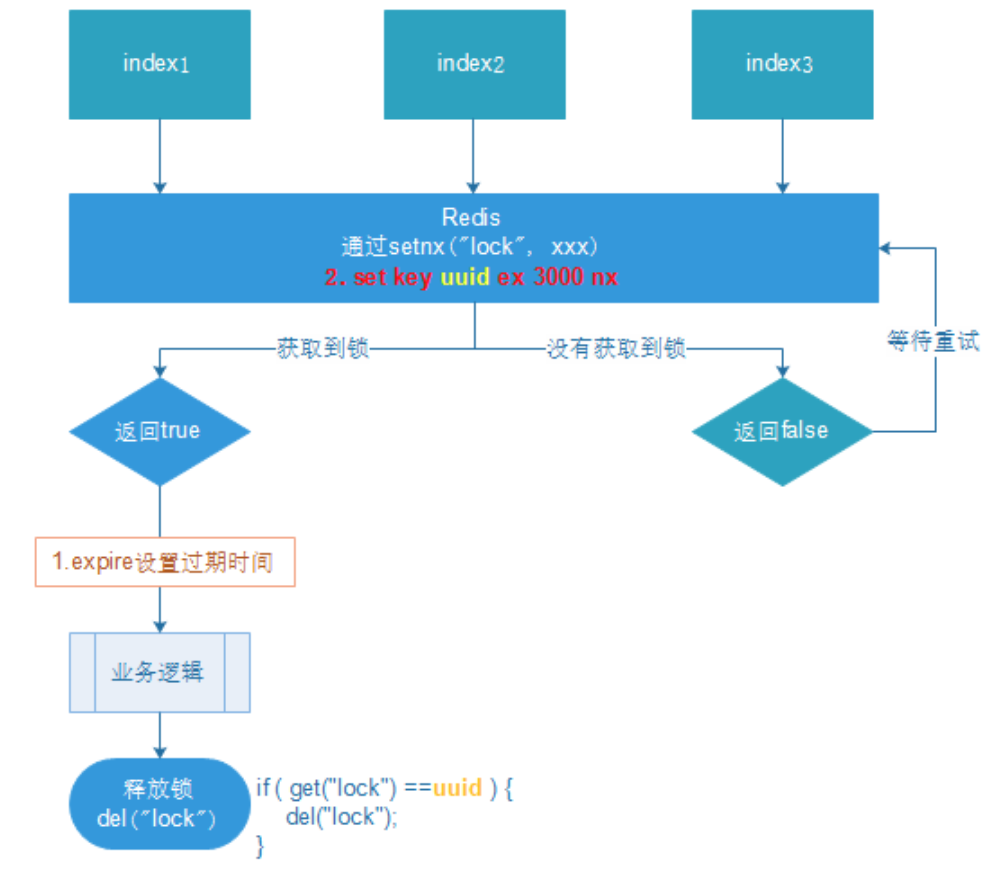 index1
index2
index3
Redis
通过setnx("lock", xxx)
2. set key uuid ex 3000 nx
获取到锁
没有获取到锁
等待重试
返回true
返回false
1.expire设置过期时间
业务逻辑
释放锁
del("lock")
if ( get("lock") ==uuid ) {
del("lock");
}